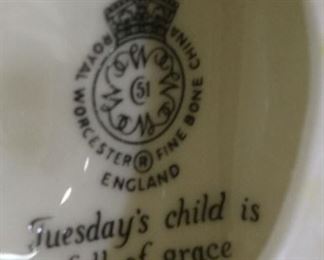 ROYAL WORCESTER ® FINE BONE CHINA
51
ENGLAND
Tuesday's child is
full of grace